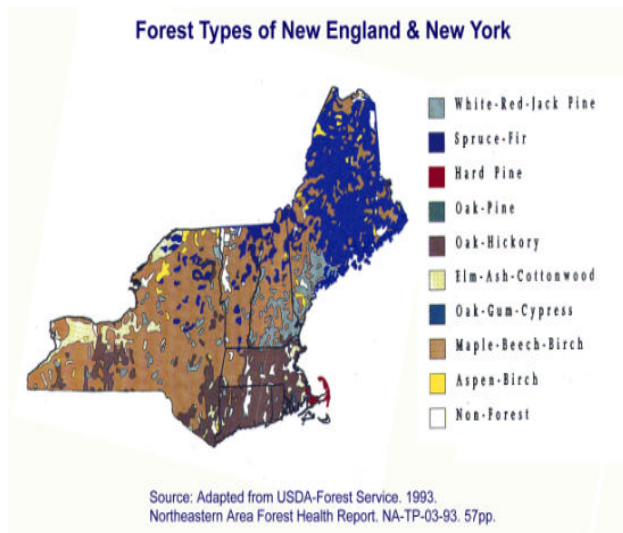 Forest Types of New England & New York
White-Red-Jack Pine
Spruce-Fir
Hard Pine
Oak-Pine
Oak-Hickory
Elm-Ash-Cottonwood
Oak-Gum-Cypress
Maple-Beech-Birch
Aspen-Birch
Non-Forest
Source: Adapted from USDA-Forest Service. 1993.
Northeastern Area Forest Health Report. NA-TP-03-93. 57pp.